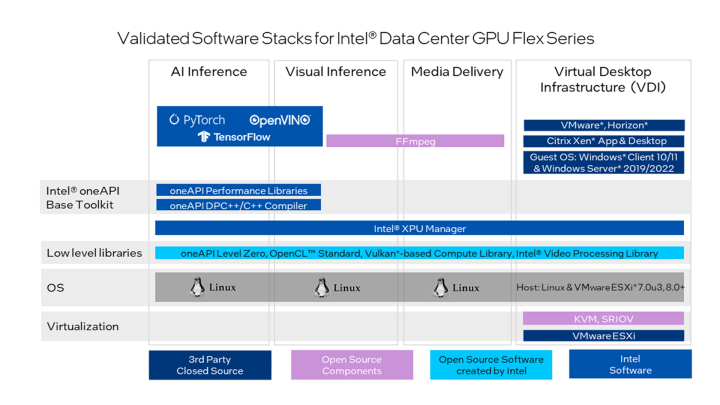 Validated Software Stacks for Intel® Data Center GPU Flex Series
AI Inference
Visual Inference
Media Delivery
Virtual Desktop
Infrastructure (VDI)
PyTorch
OpenVINO
TensorFlow
FFmpeg
VMware*, Horizon*
Citrix Xen* App & Desktop
Guest OS: Windows* Client 10/11
& Windows Server* 2019/2022
Intel® oneAPI
Base Toolkit
oneAPI Performance Libraries
oneAPI DPC++/C++ Compiler
Intel® XPU Manager
Low level libraries
oneAPI Level Zero, OpenCL™ Standard, Vulkan*-based Compute Library, Intel® Video Processing Library
OS
Linux
Linux
Linux
Host: Linux & VMware ESXi*7.0u3,8.0+
Virtualization
KVM, SRIOV
VMware ESXi
3rd Party
Closed Source
Open Source
Components
Open Source Software
created by Intel
Intel
Software